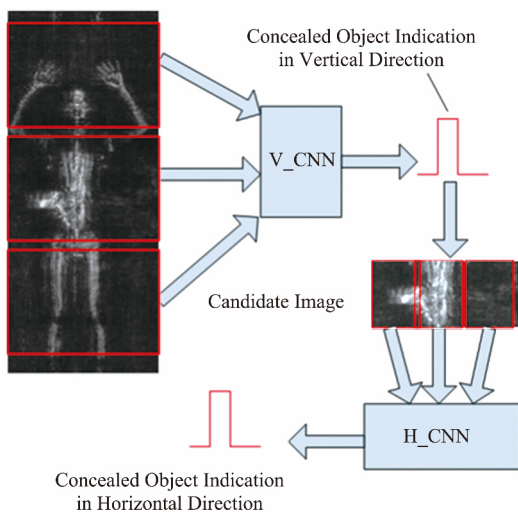 Concealed Object Indication
in Vertical Direction
V_CNN
Candidate Image
H_CNN
Concealed Object Indication
in Horizontal Direction